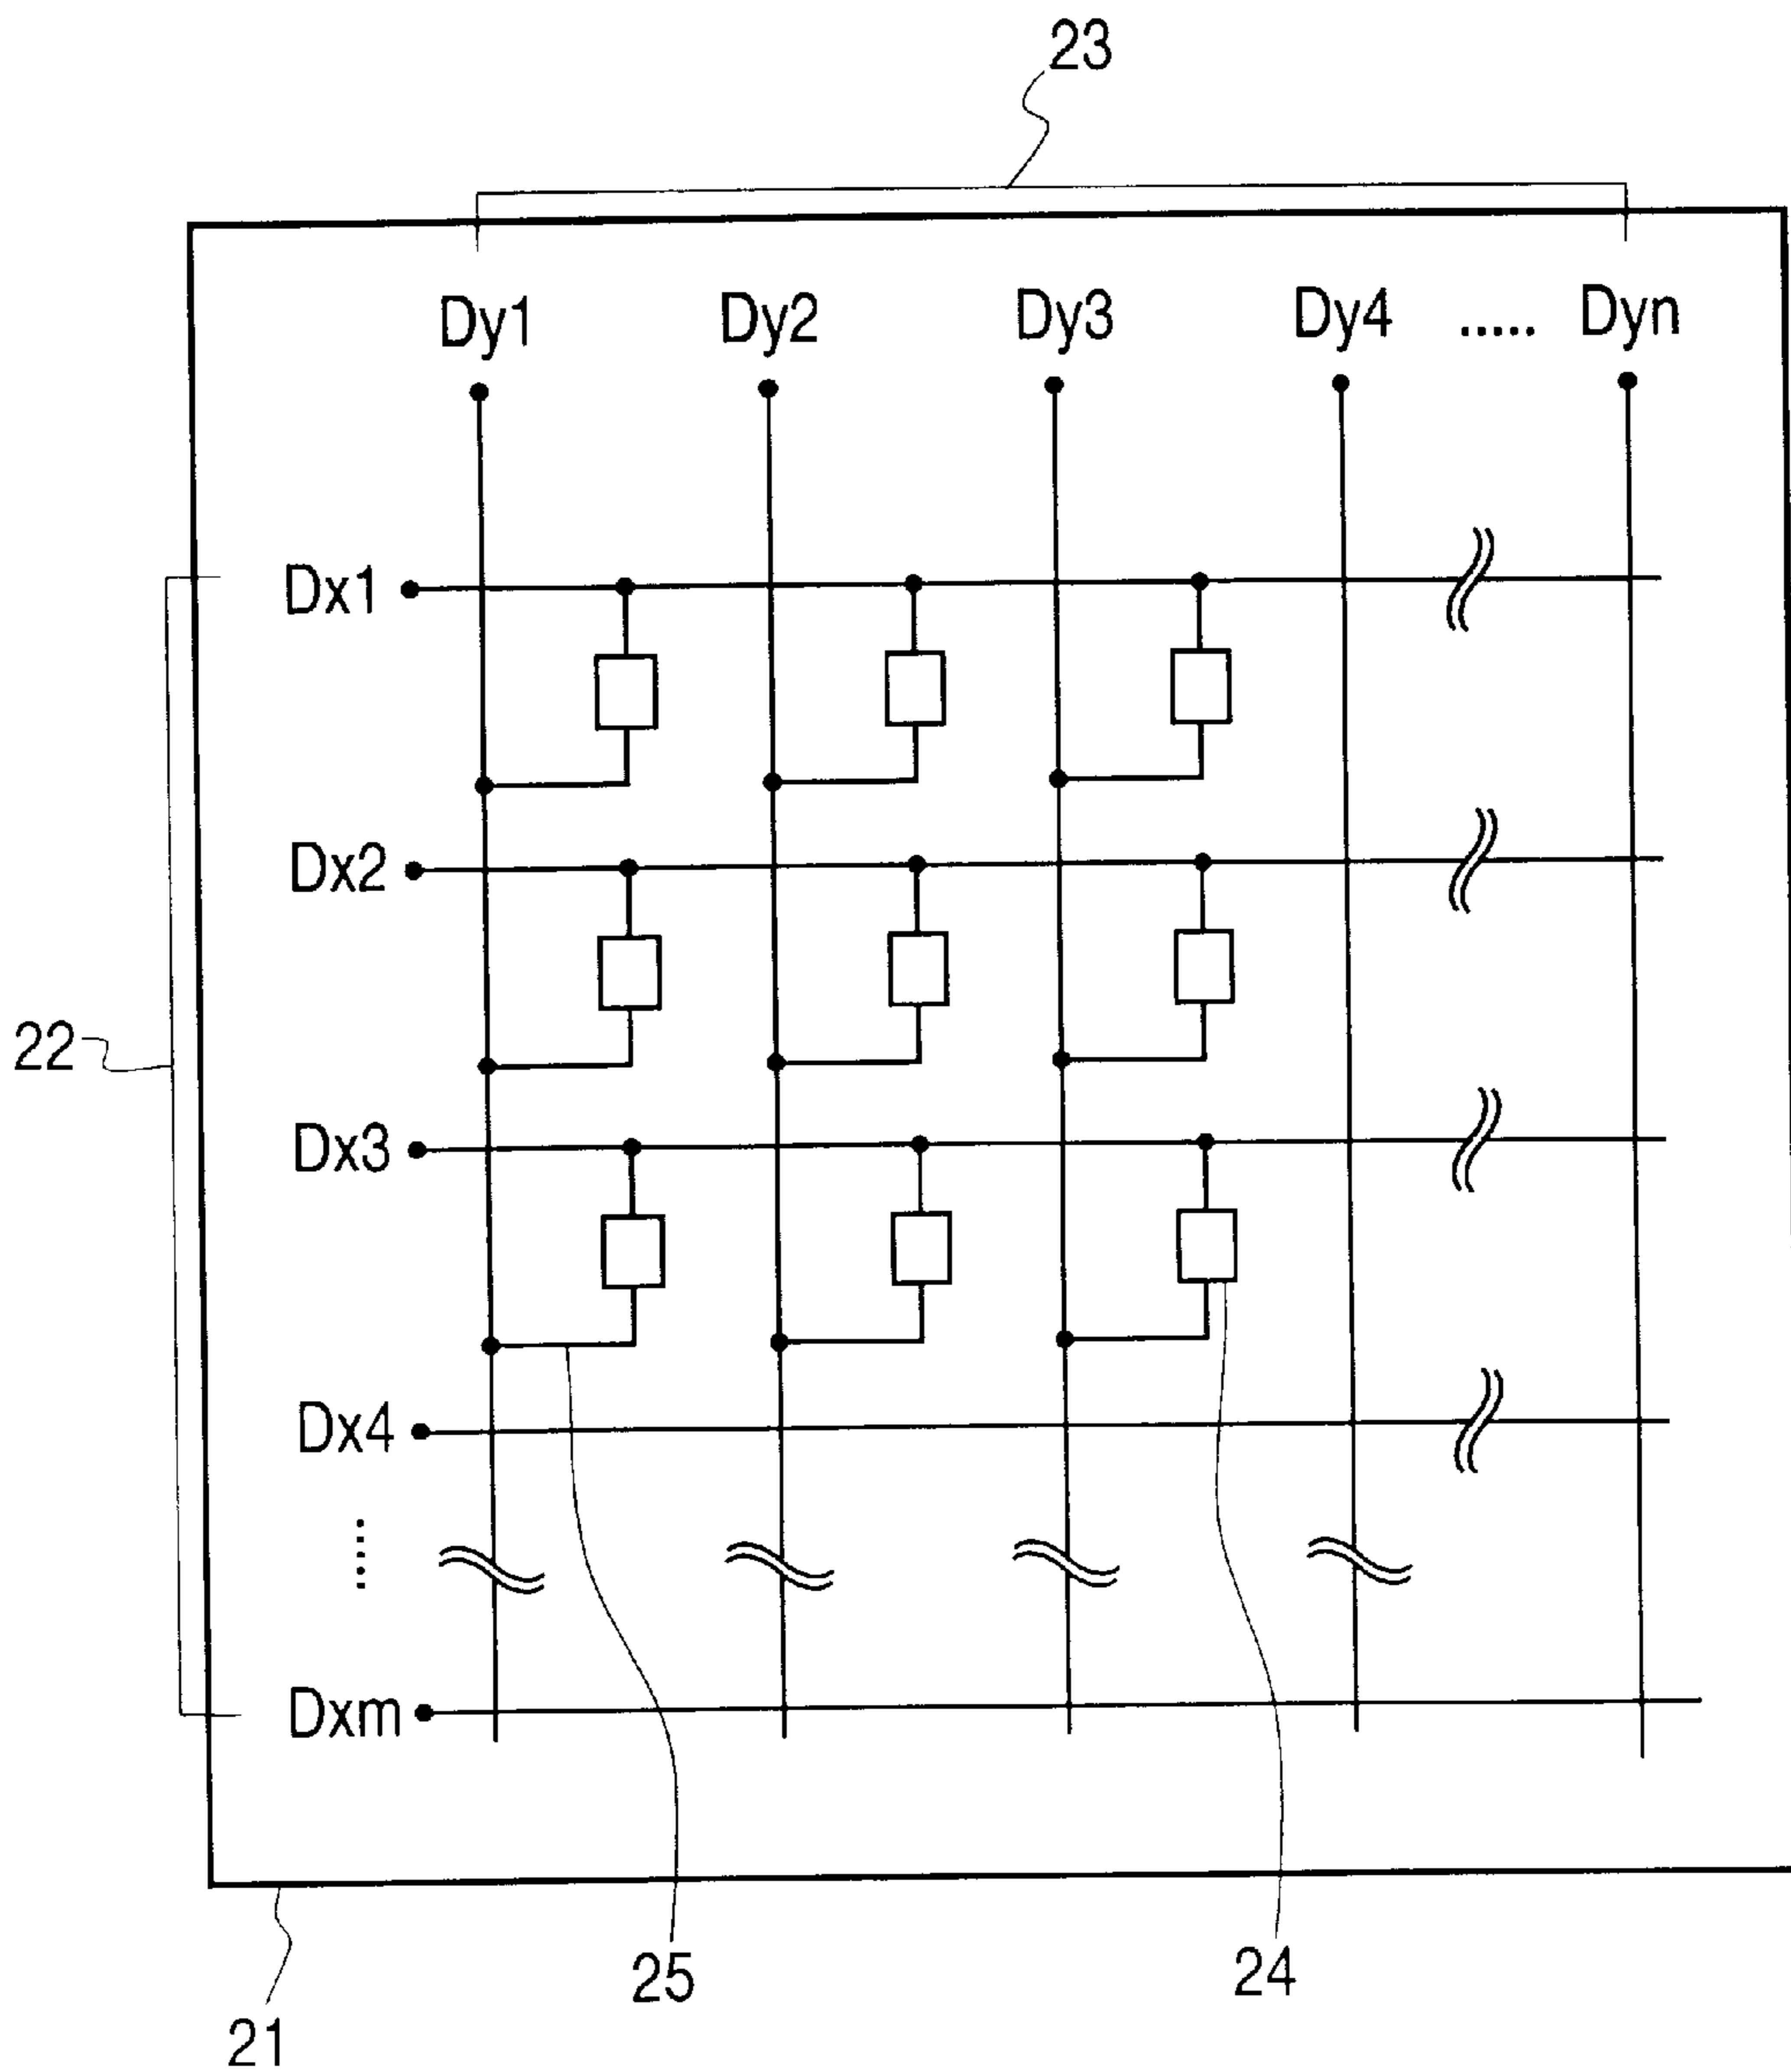 23
Dy1 Dy2 Dy3 Dy4 ..... Dyn
Dx1
Dx2
22
Dx3
Dx4
.....
Dxm
25
24
21